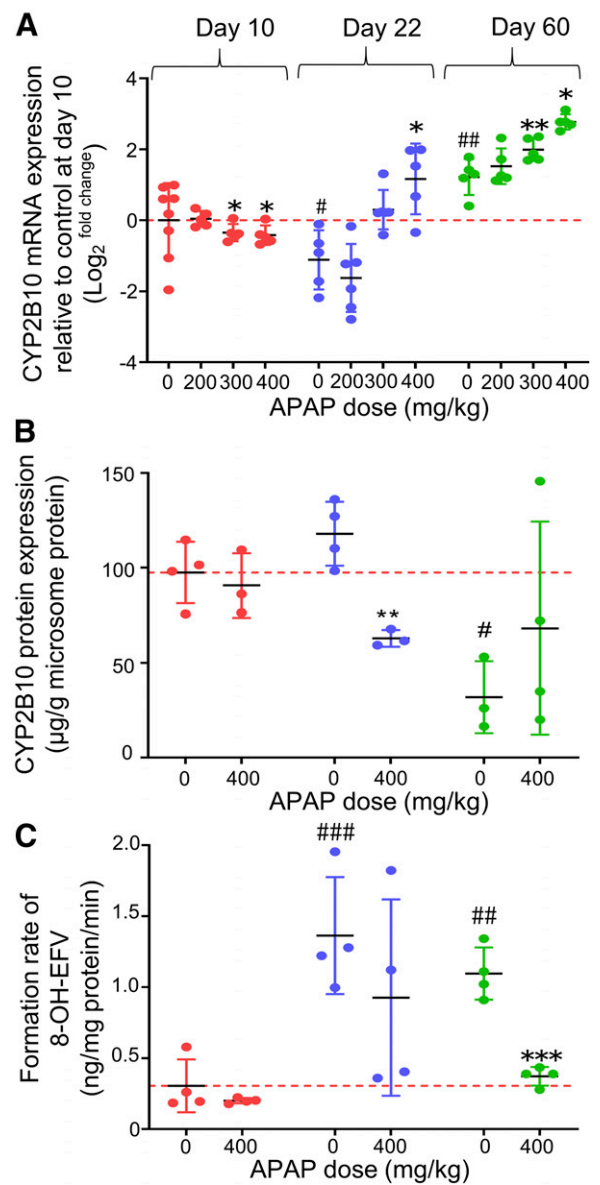 A
Day 10 Day 22 Day 60
CYP2B10 mRNA expression
relative to control at day 10
(Log2 fold change)
4
2
0
-2
-4
* * # * ## ** *
0 200 300 400 0 200 300 400 0 200 300 400
APAP dose (mg/kg)
B
CYP2B10 protein expression
(µg/g microsome protein)
150
100
50
0
** #
0 400 0 400 0 400
APAP dose (mg/kg)
C
Formation rate of
8-OH-EFV
(ng/mg protein/min)
2.0
1.5
1.0
0.5
0
### ## ***
0 400 0 400 0 400
APAP dose (mg/kg)